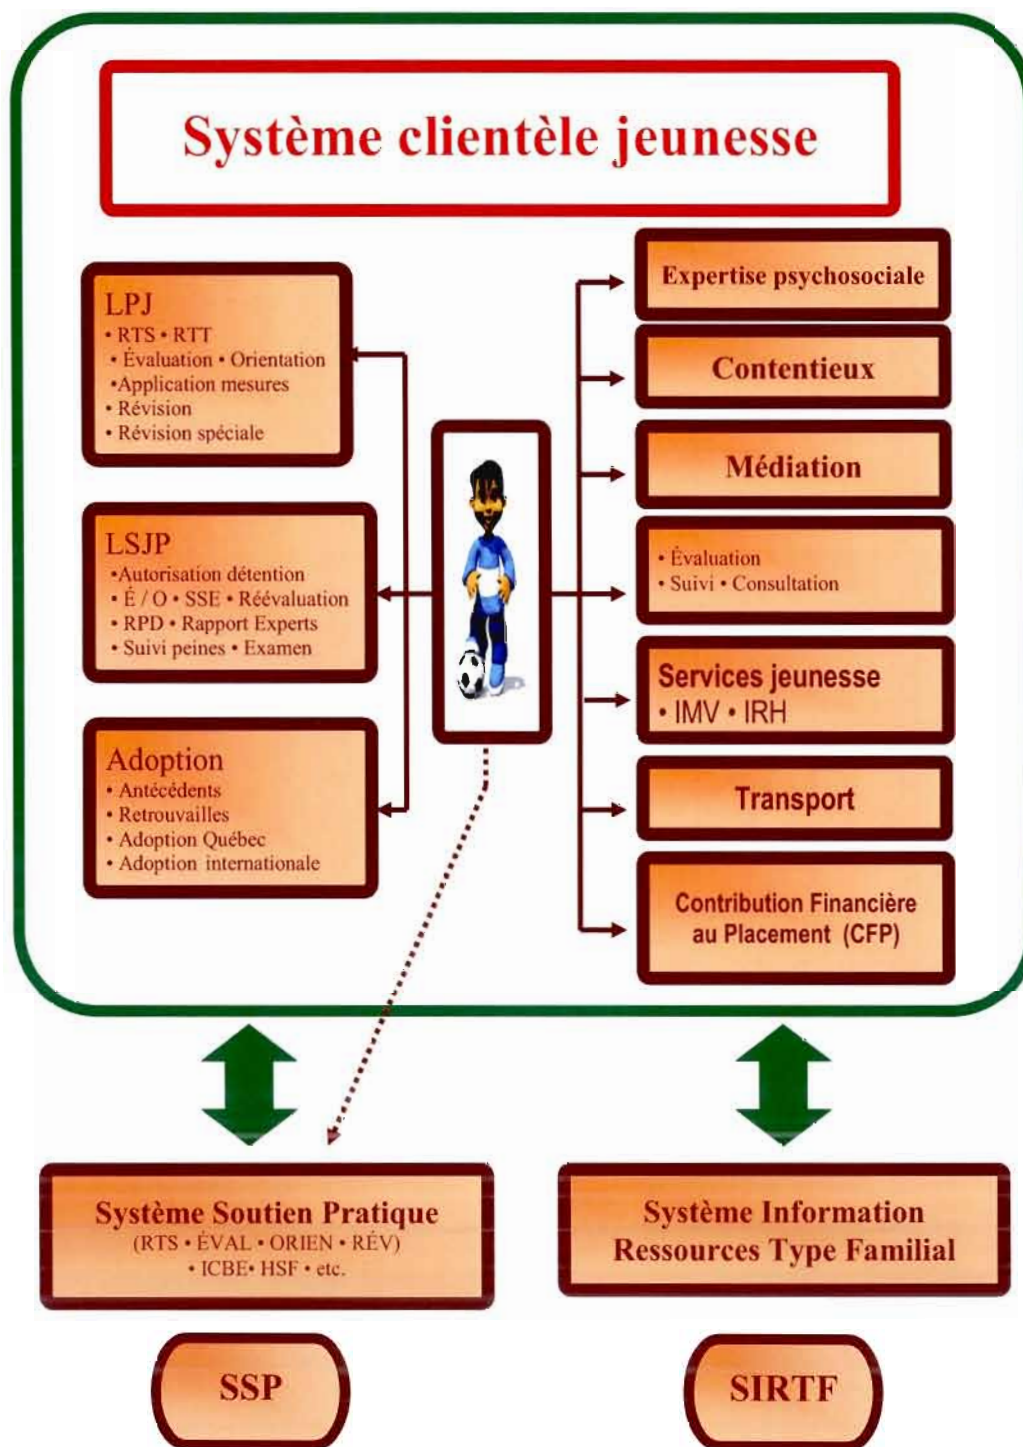 Système clientèle jeunesse
LPJ
• RTS • RTT
• Évaluation • Orientation
•Application mesures
• Révision
• Révision spéciale
LSJP
•Autorisation détention
• É / O • SSE • Réévaluation
• RPD • Rapport Experts
• Suivi peines • Examen
Adoption
• Antécédents
• Retrouvailles
• Adoption Québec
• Adoption internationale
Expertise psychosociale
Contentieux
Médiation
• Évaluation
• Suivi • Consultation
Services jeunesse
• IMV • IRH
Transport
Contribution Financière
au Placement (CFP)
Système Soutien Pratique
(RTS • ÉVAL • ORIEN • RÉV)
• ICBE• HSF • etc.
Système Information
Ressources Type Familial
SSP
SIRTF